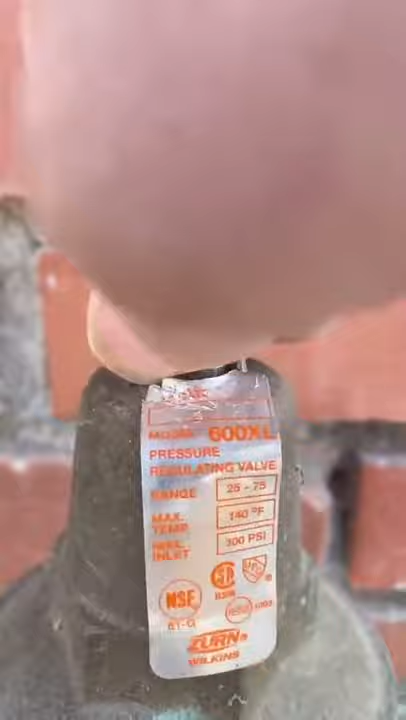 MODEL 600XL
PRESSURE
REGULATING VALVE
RANGE 25 - 75
MAX.
TEMP. 140 °F
MAX.
INLET 300 PSI
NSF
61-G
ZURN®
WILKINS